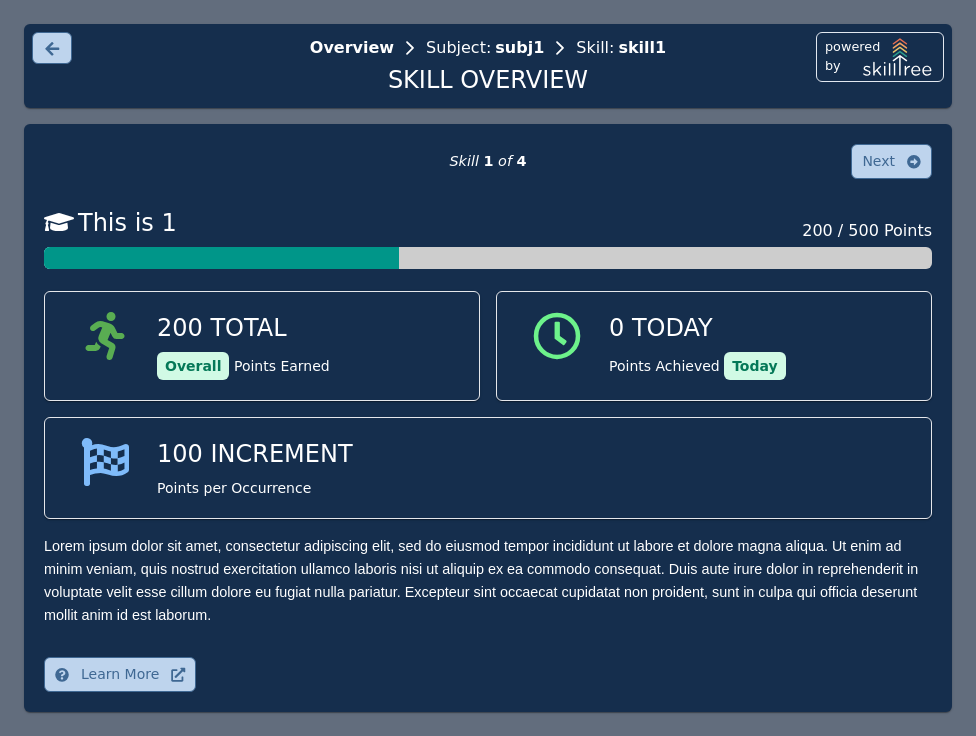 Overview > Subject: subj1 > Skill: skill1
SKILL OVERVIEW
powered
by skilltree
Skill 1 of 4
Next
This is 1
200 / 500 Points
200 TOTAL
Overall Points Earned
0 TODAY
Points Achieved Today
100 INCREMENT
Points per Occurrence
Lorem ipsum dolor sit amet, consectetur adipiscing elit, sed do eiusmod tempor incididunt ut labore et dolore magna aliqua. Ut enim ad
minim veniam, quis nostrud exercitation ullamco laboris nisi ut aliquip ex ea commodo consequat. Duis aute irure dolor in reprehenderit in
voluptate velit esse cillum dolore eu fugiat nulla pariatur. Excepteur sint occaecat cupidatat non proident, sunt in culpa qui officia deserunt
mollit anim id est laborum.
Learn More